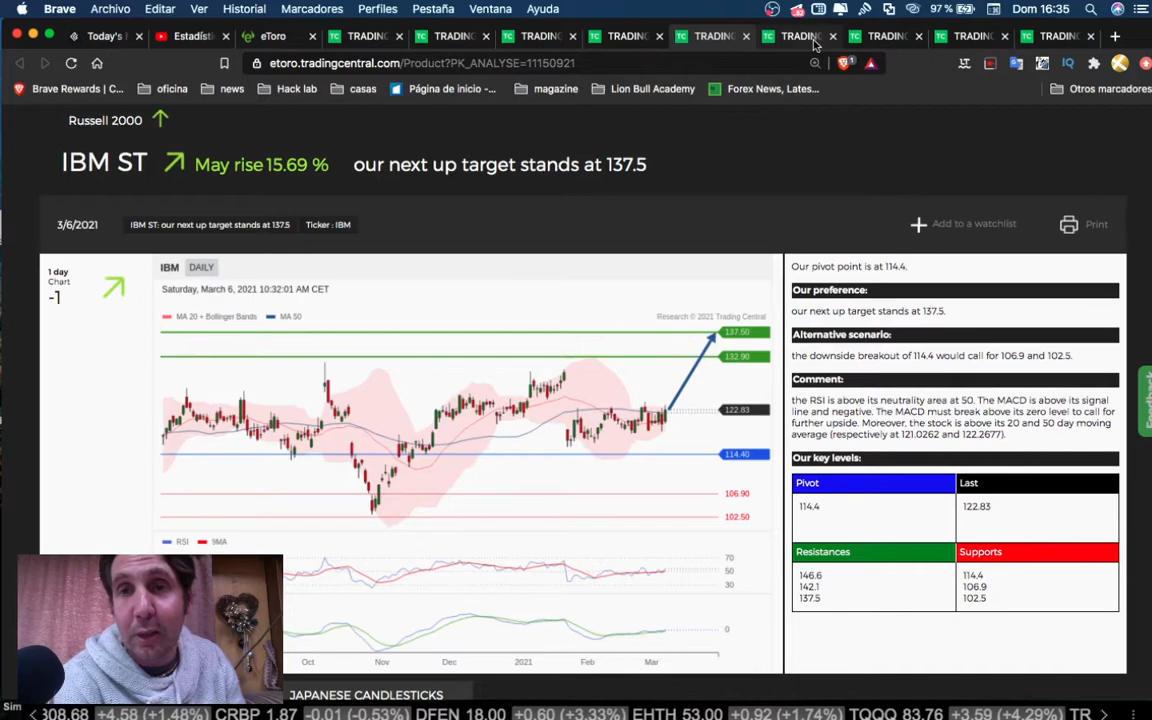 Brave Archivo Editar Ver Historial Marcadores Perfiles Pestaña Ventana Ayuda 97 % Dom 16:35
Today's Estadíst eToro TRADING TRADING TRADING TRADING TRADING TRADING TRADING TRADING TRADING
etoro.tradingcentral.com/Product?PK_ANALYSE=11150921
Brave Rewards | C... oficina news Hack lab casas Página de inicio -... magazine Lion Bull Academy Forex News, Lates... Otros marcadores
Russell 2000
IBM ST May rise 15.69 % our next up target stands at 137.5
3/6/2021 IBM ST: our next up target stands at 137.5 Ticker : IBM Add to a watchlist Print
1 day
Chart
-1
IBM DAILY
Saturday, March 6, 2021 10:32:01 AM CET
MA 20 + Bollinger Bands MA 50 Research © 2021 Trading Central
137.50
132.90
122.83
114.40
106.90
102.50
RSI 9MA
70
50
30
0
Oct Nov Dec 2021 Feb Mar
Our pivot point is at 114.4.
Our preference:
our next up target stands at 137.5.
Alternative scenario:
the downside breakout of 114.4 would call for 106.9 and 102.5.
Comment:
the RSI is above its neutrality area at 50. The MACD is above its signal
line and negative. The MACD must break above its zero level to call for
further upside. Moreover, the stock is above its 20 and 50 day moving
average (respectively at 121.0262 and 122.2677).
Our key levels:
Pivot Last
114.4 122.83
Resistances Supports
146.6 114.4
142.1 106.9
137.5 102.5
Feedback
JAPANESE CANDLESTICKS
Sim
308.68 +4.58 (+1.48%) CRBP 1.87 -0.01 (-0.53%) DFEN 18.00 +0.60 (+3.33%) EHTH 53.00 +0.92 (+1.74%) TQQQ 83.76 +3.59 (+4.29%) TR